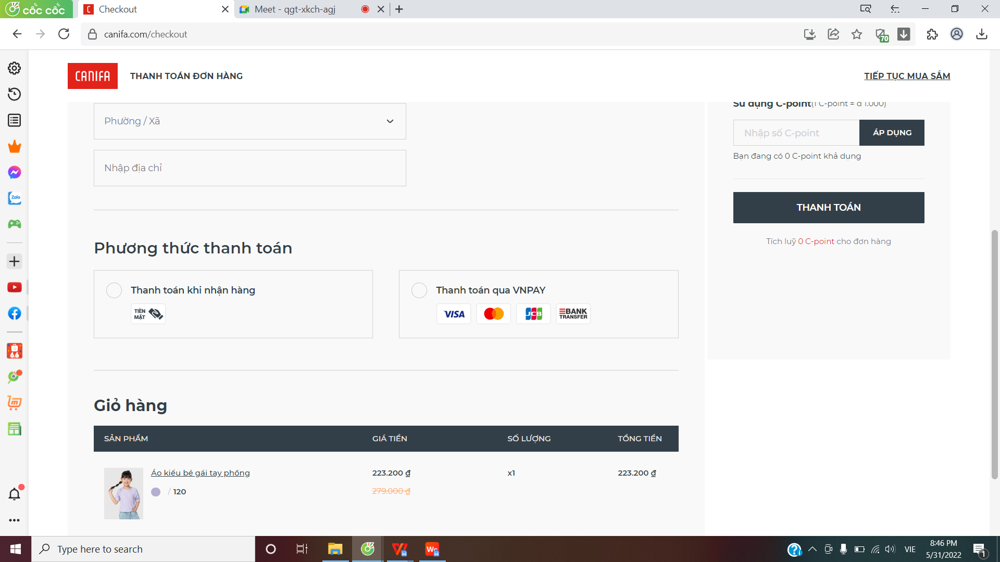 cốc cốc
Checkout
Meet - qgt-xkch-agj
canifa.com/checkout
70
CANIFA
THANH TOÁN ĐƠN HÀNG
TIẾP TỤC MUA SẮM
Phường / Xã
Nhập địa chỉ
Sử dụng C-point(1 C-point = đ 1.000)
Nhập số C-point
ÁP DỤNG
Bạn đang có 0 C-point khả dụng
THANH TOÁN
Tích luỹ 0 C-point cho đơn hàng
Zalo
Phương thức thanh toán
Thanh toán khi nhận hàng
TIỀN
MẶT
Thanh toán qua VNPAY
VISA
JCB
BANK
TRANSFER
6.6
Giỏ hàng
SẢN PHẨM
GIÁ TIỀN
SỐ LƯỢNG
TỔNG TIỀN
Áo kiểu bé gái tay phồng
223.200 ₫
x1
223.200 ₫
/ 120
279.000 ₫
Type here to search
VIE
8:46 PM
5/31/2022
1